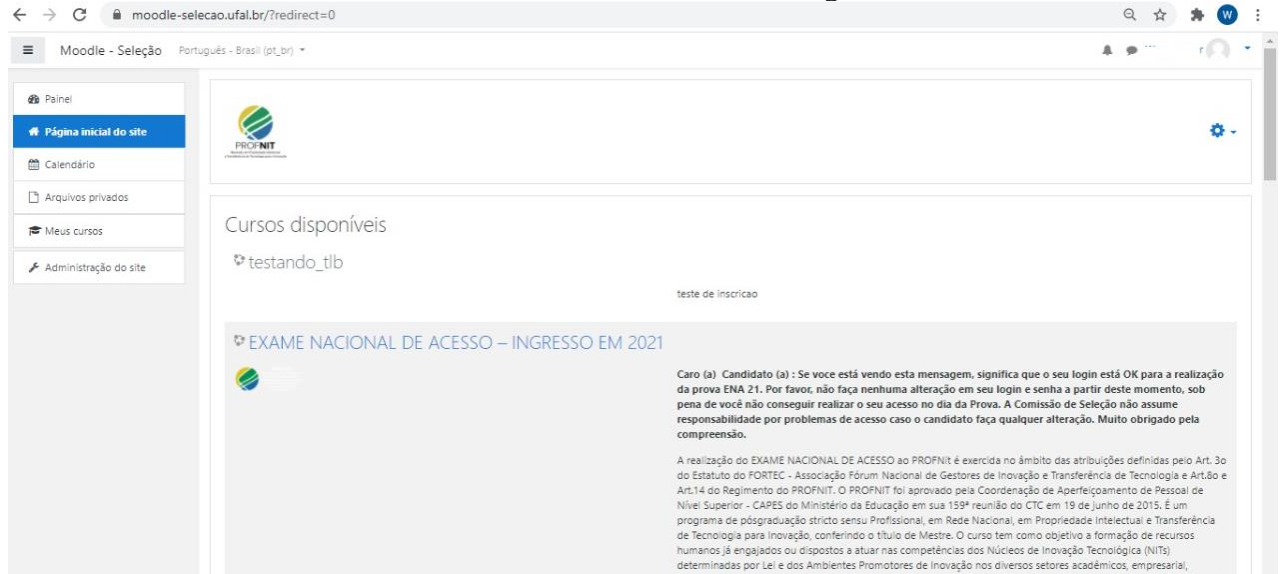 moodle-selecao.ufal.br/?redirect=0
W
Moodle - Seleção Português - Brasil (pt_br)
r
Painel
Página inicial do site
Calendário
Arquivos privados
Meus cursos
Administração do site
PROFNIT
Cursos disponíveis
testando_tlb
teste de inscricao
EXAME NACIONAL DE ACESSO – INGRESSO EM 2021
Caro (a) Candidato (a) : Se voce está vendo esta mensagem, significa que o seu login está OK para a realização
da prova ENA 21. Por favor, não faça nenhuma alteração em seu login e senha a partir deste momento, sob
pena de você não conseguir realizar o seu acesso no dia da Prova. A Comissão de Seleção não assume
responsabilidade por problemas de acesso caso o candidato faça qualquer alteração. Muito obrigado pela
compreensão.
A realização do EXAME NACIONAL DE ACESSO ao PROFNit é exercida no âmbito das atribuições definidas pelo Art. 3o
do Estatuto do FORTEC - Associação Fórum Nacional de Gestores de Inovação e Transferência de Tecnologia e Art.8o e
Art.14 do Regimento do PROFNIT. O PROFNIT foi aprovado pela Coordenação de Aperfeiçoamento de Pessoal de
Nível Superior - CAPES do Ministério da Educação em sua 159ª reunião do CTC em 19 de junho de 2015. É um
programa de pósgraduação stricto sensu Profissional, em Rede Nacional, em Propriedade Intelectual e Transferência
de Tecnologia para Inovação, conferindo o título de Mestre. O curso tem como objetivo a formação de recursos
humanos já engajados ou dispostos a atuar nas competências dos Núcleos de Inovação Tecnológica (NITs)
determinadas por Lei e dos Ambientes Promotores de Inovação nos diversos setores acadêmicos, empresarial,